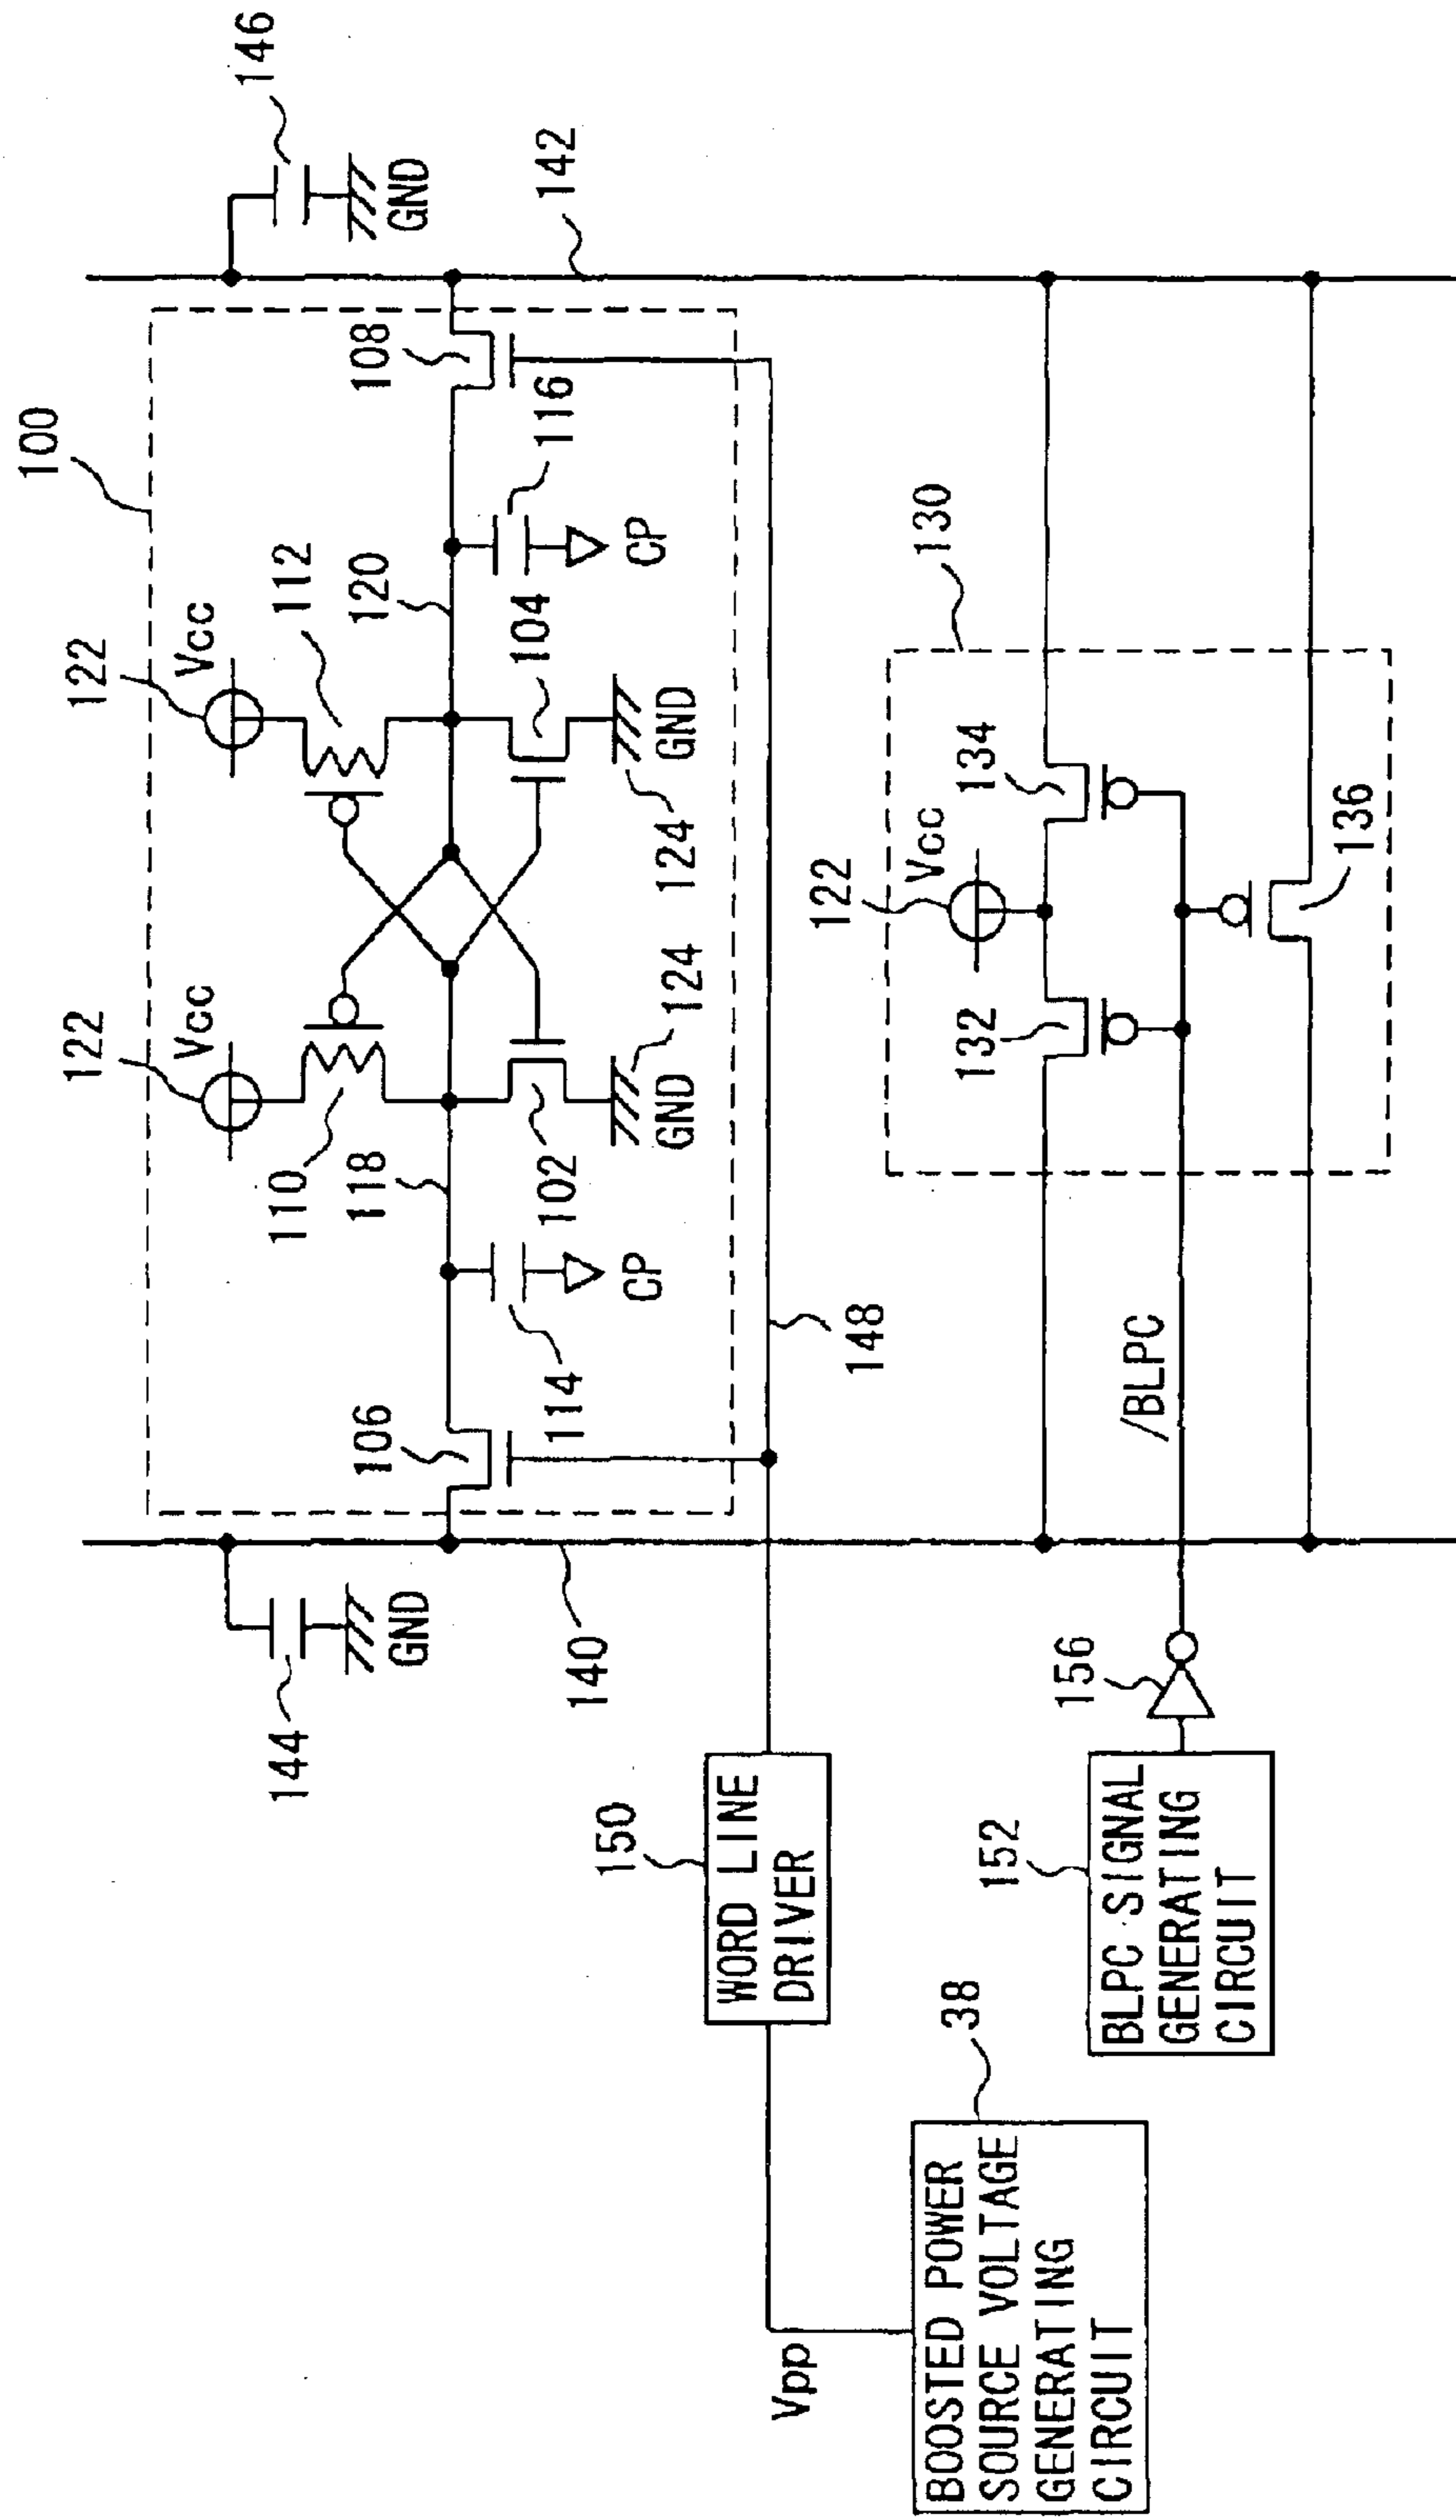 100
146
GND
142
122
Vcc
112
120
108
116
CP
104
GND
124
122
Vcc
110
118
114
CP
102
GND
124
106
144
GND
140
148
130
122
Vcc
134
132
136
/BLPC
156
150
WORD LINE
DRIVER
152
BLPC SIGNAL
GENERATING
CIRCUIT
38
Vpp
BOOSTED POWER
SOURCE VOLTAGE
GENERATING
CIRCUIT